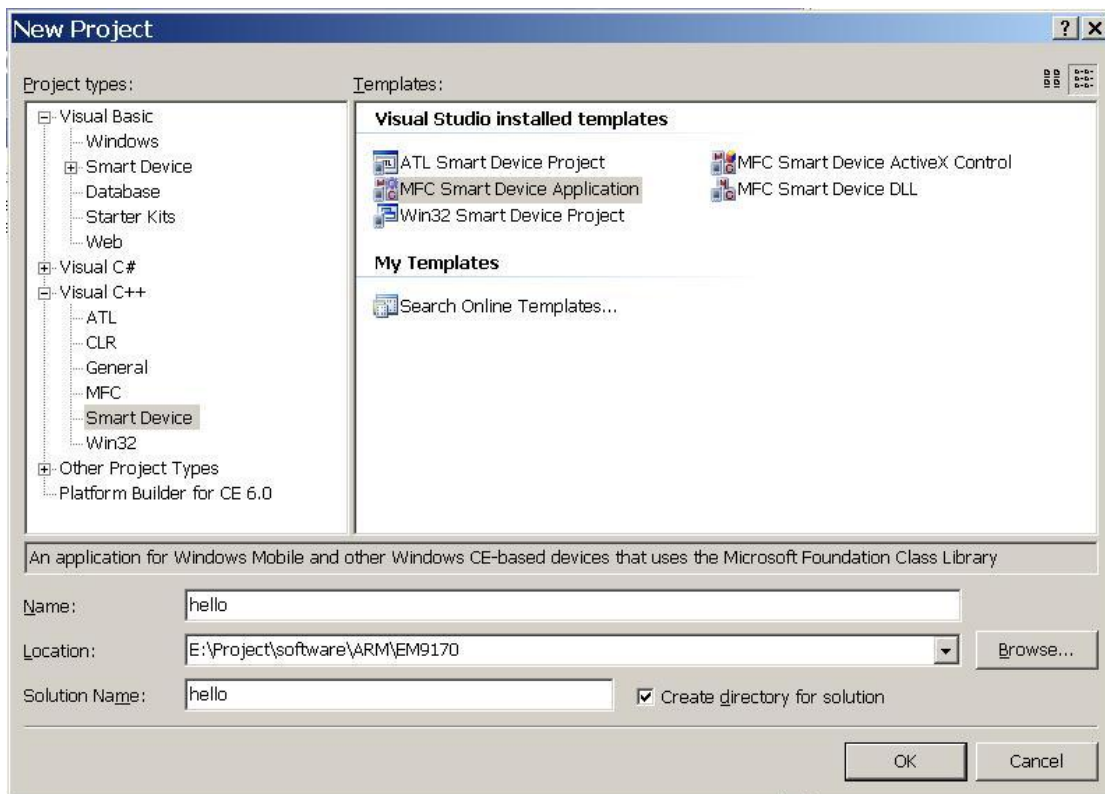 New Project
Project types:
Visual Basic
Windows
Smart Device
Database
Starter Kits
Web
Visual C#
Visual C++
ATL
CLR
General
MFC
Smart Device
Win32
Other Project Types
Platform Builder for CE 6.0
Templates:
Visual Studio installed templates
ATL Smart Device Project
MFC Smart Device ActiveX Control
MFC Smart Device Application
MFC Smart Device DLL
Win32 Smart Device Project
My Templates
Search Online Templates...
An application for Windows Mobile and other Windows CE-based devices that uses the Microsoft Foundation Class Library
Name:
hello
Location:
E:\Project\software\ARM\EM9170
Browse...
Solution Name:
hello
Create directory for solution
OK
Cancel